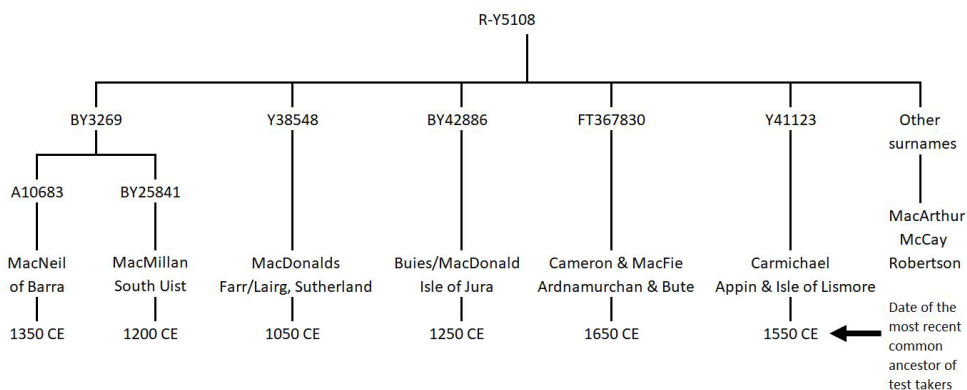 R-Y5108
BY3269
Y38548
BY42886
FT367830
Y41123
Other
surnames
A10683
BY25841
MacNeil
of Barra
MacMillan
South Uist
MacDonalds
Farr/Lairg, Sutherland
Buies/MacDonald
Isle of Jura
Cameron & MacFie
Ardnamurchan & Bute
Carmichael
Appin & Isle of Lismore
MacArthur
McCay
Robertson
1350 CE
1200 CE
1050 CE
1250 CE
1650 CE
1550 CE
Date of the
most recent
common
ancestor of
test takers